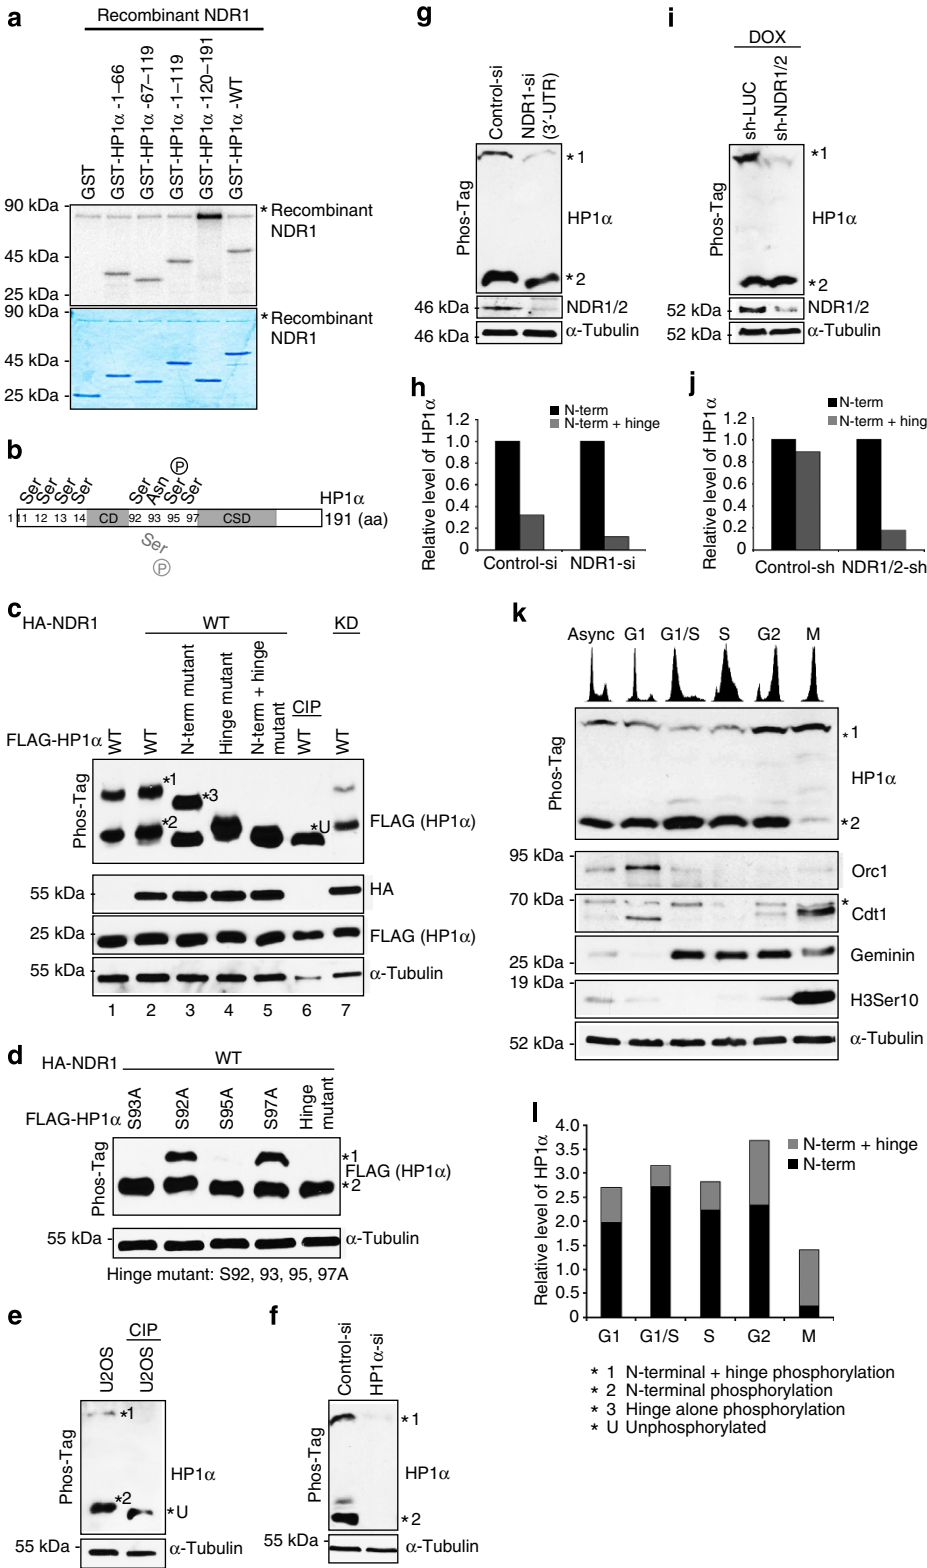 a
Recombinant NDR1
GST
GST-HP1α -1–66
GST-HP1α -67–119
GST-HP1α -1–119
GST-HP1α -120–191
GST-HP1α -WT
90 kDa
45 kDa
25 kDa
* Recombinant
NDR1
90 kDa
45 kDa
25 kDa
* Recombinant
NDR1
b
Ser Ser Ser Ser Ser Asn Ser Ser
P
HP1α
1 11 12 13 14 CD 92 93 95 97 CSD 191 (aa)
Ser
P
c
HA-NDR1
WT
KD
FLAG-HP1α
WT
WT
N-term mutant
Hinge mutant
N-term + hinge
mutant
CIP
WT
WT
Phos-Tag
*1
*2
*3
*U
FLAG (HP1α)
55 kDa
HA
25 kDa
FLAG (HP1α)
55 kDa
α-Tubulin
1 2 3 4 5 6 7
d
HA-NDR1
WT
FLAG-HP1α
S93A
S92A
S95A
S97A
Hinge
mutant
Phos-Tag
*1
FLAG (HP1α)
*2
55 kDa
α-Tubulin
Hinge mutant: S92, 93, 95, 97A
e
CIP
U2OS
U2OS
Phos-Tag
*1
HP1α
*2
*U
55 kDa
α-Tubulin
f
Control-si
HP1α-si
Phos-Tag
*1
HP1α
*2
55 kDa
α-Tubulin
g
Control-si
NDR1-si
(3′-UTR)
Phos-Tag
*1
HP1α
*2
46 kDa
NDR1/2
46 kDa
α-Tubulin
h
N-term
N-term + hinge
Relative level of HP1α
1.2
1.0
0.8
0.6
0.4
0.2
0
Control-si NDR1-si
i
DOX
sh-LUC
sh-NDR1/2
Phos-Tag
*1
HP1α
*2
52 kDa
NDR1/2
52 kDa
α-Tubulin
j
N-term
N-term + hing
Relative level of HP1α
1.2
1.0
0.8
0.6
0.4
0.2
0
Control-sh NDR1/2-sh
k
Async G1 G1/S S G2 M
Phos-Tag
*1
HP1α
*2
95 kDa
Orc1
70 kDa
*
Cdt1
Geminin
25 kDa
19 kDa
H3Ser10
52 kDa
α-Tubulin
l
N-term + hinge
N-term
Relative level of HP1α
4.0
3.5
3.0
2.5
2.0
1.5
1.0
0.5
0
G1 G1/S S G2 M
* 1 N-terminal + hinge phosphorylation
* 2 N-terminal phosphorylation
* 3 Hinge alone phosphorylation
* U Unphosphorylated